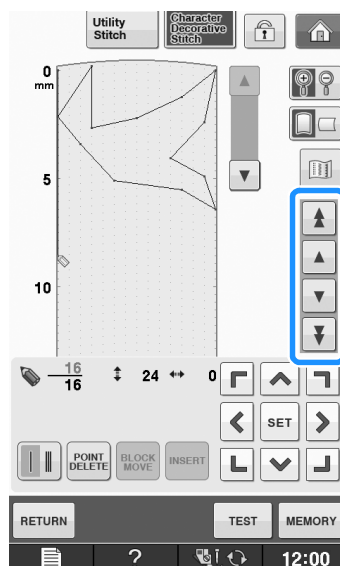 Utility
Stitch
Character
Decorative
Stitch
0
mm
5
10
16
16
24
0
SET
POINT
DELETE
BLOCK
MOVE
INSERT
RETURN
TEST
MEMORY
?
12:00